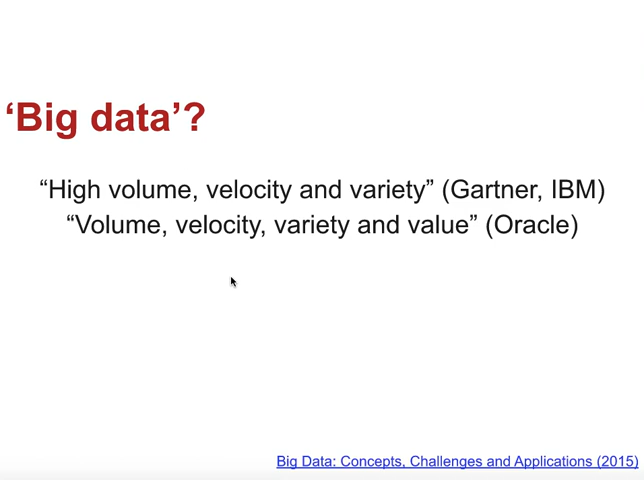 ‘Big data’?
“High volume, velocity and variety” (Gartner, IBM)
“Volume, velocity, variety and value” (Oracle)
Big Data: Concepts, Challenges and Applications (2015)